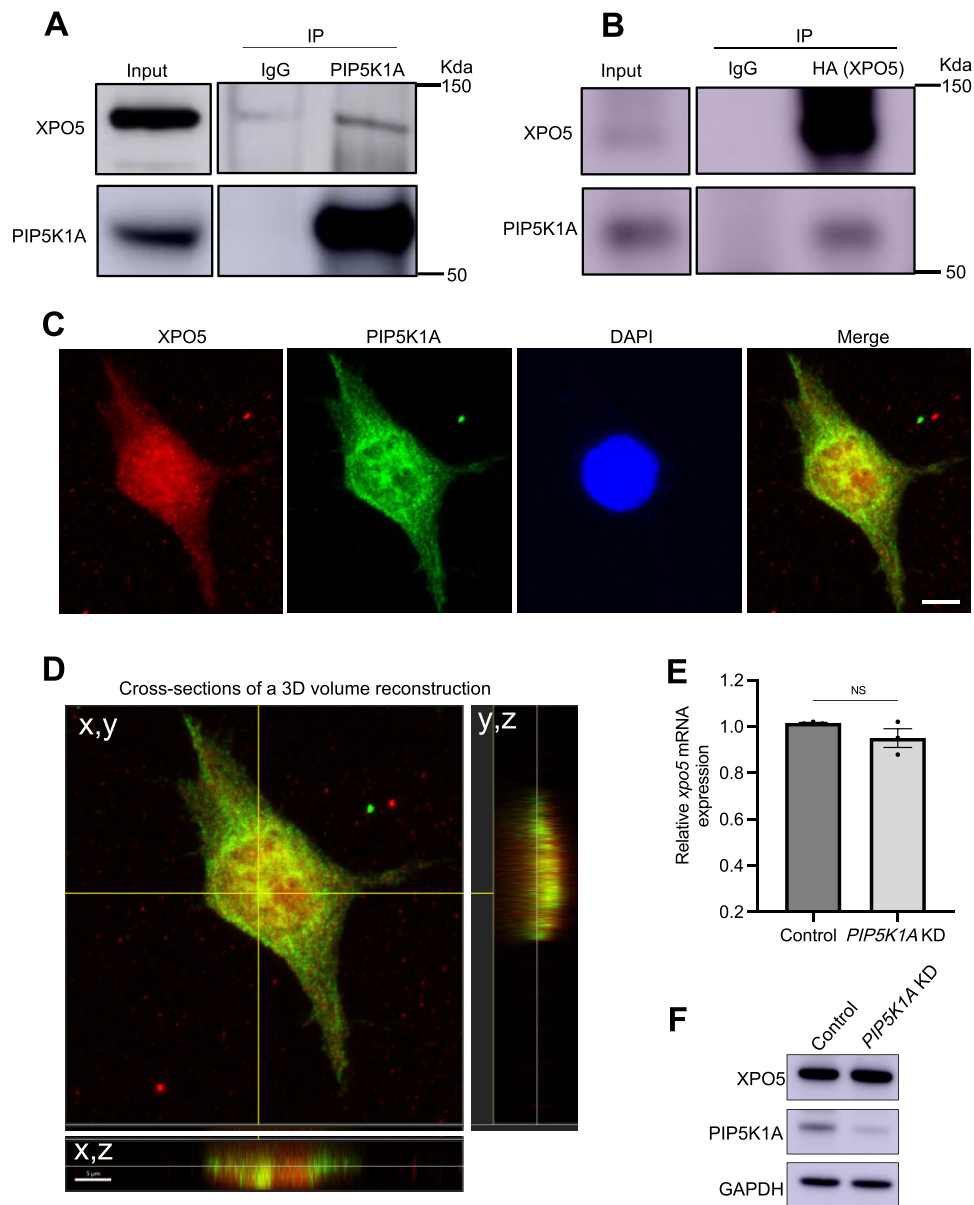 A
IP
Input
IgG
PIP5K1A
Kda
150
XPO5
PIP5K1A
50
B
IP
Input
IgG
HA (XPO5)
Kda
150
XPO5
PIP5K1A
50
C
XPO5
PIP5K1A
DAPI
Merge
D
Cross-sections of a 3D volume reconstruction
x,y
y,z
x,z
5 µm
E
Relative xpo5 mRNA
expression
1.2
1.0
0.8
0.6
0.4
0.2
NS
Control
PIP5K1A KD
F
Control
PIP5K1A KD
XPO5
PIP5K1A
GAPDH